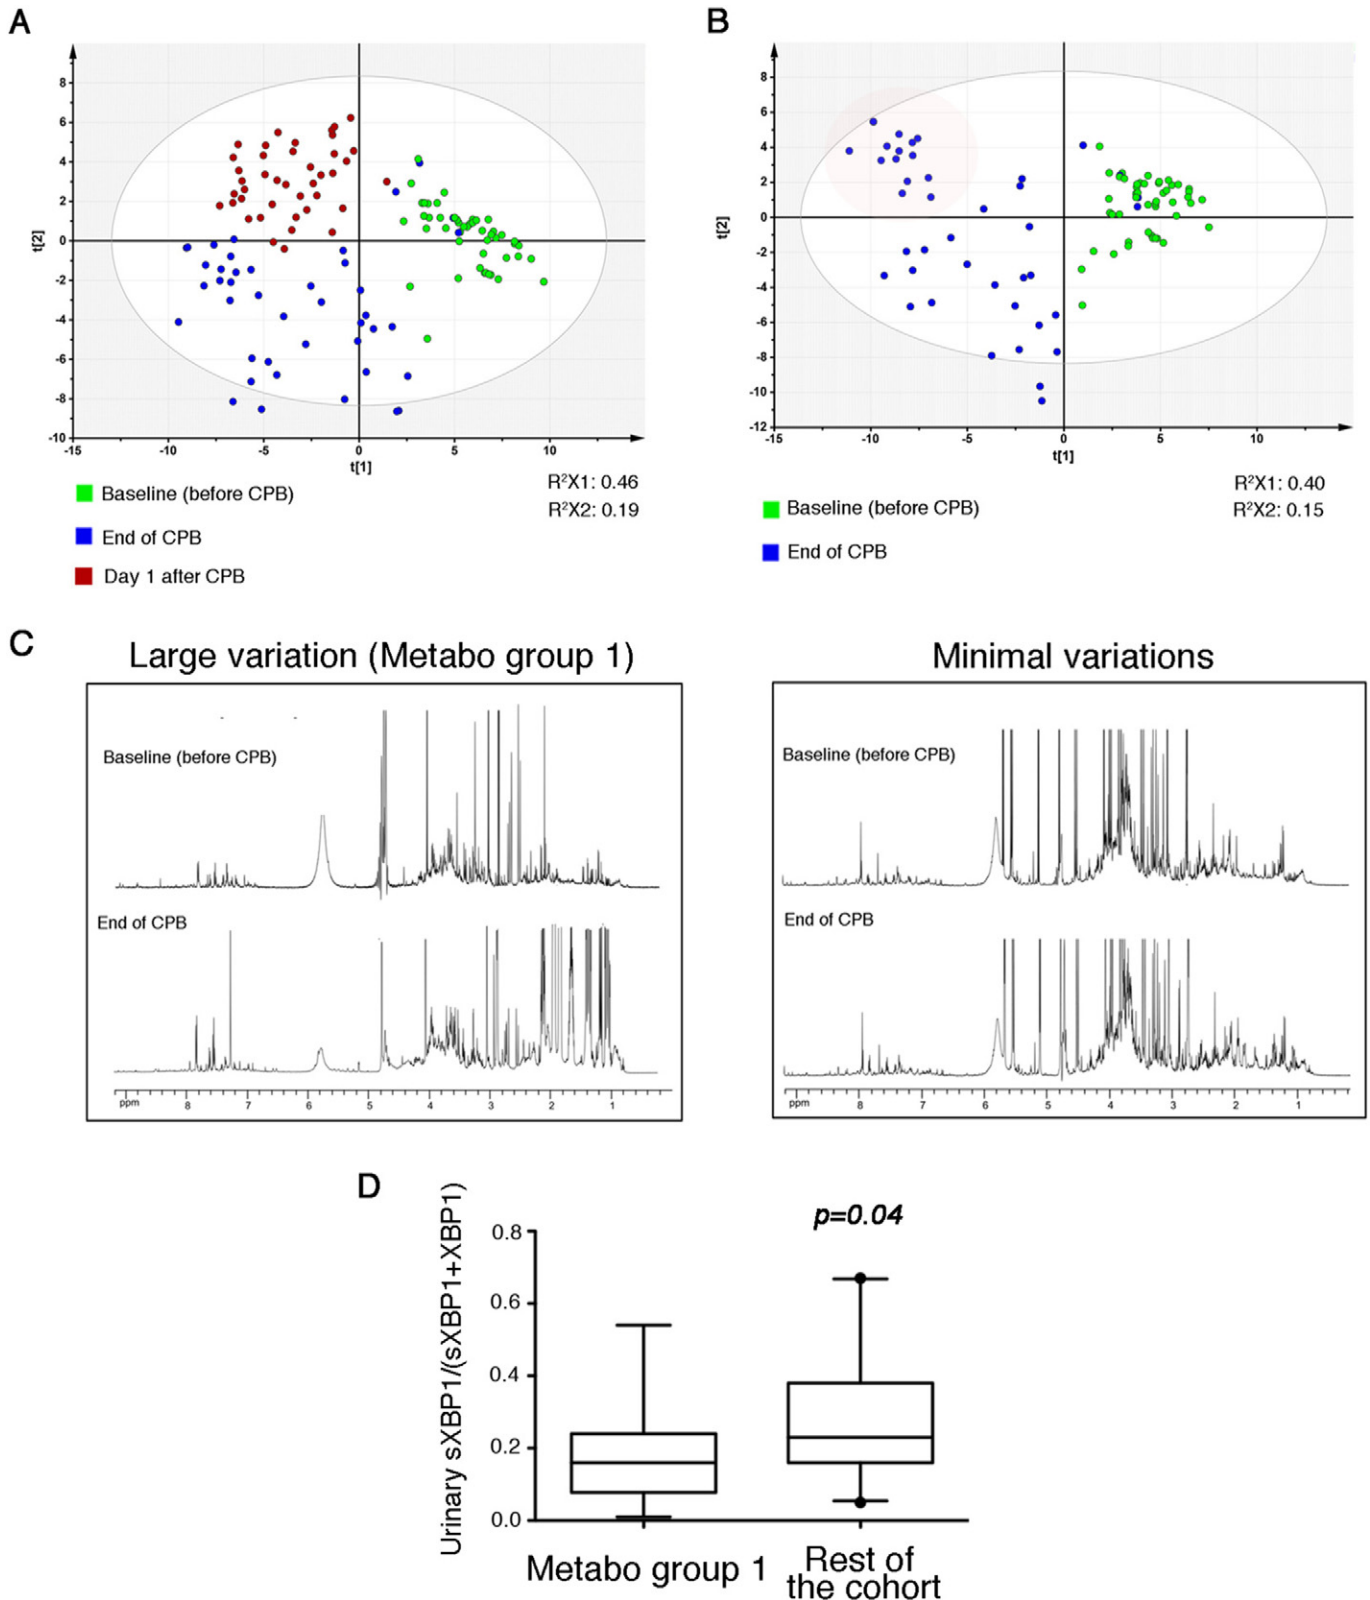 A
B
t[2]
8
6
4
2
0
-2
-4
-6
-8
-10
-15
-10
-5
0
5
10
t[1]
R²X1: 0.46
R²X2: 0.19
Baseline (before CPB)
End of CPB
Day 1 after CPB
t[2]
8
6
4
2
0
-2
-4
-6
-8
-10
-12
-15
-10
-5
0
5
10
t[1]
R²X1: 0.40
R²X2: 0.15
Baseline (before CPB)
End of CPB
C
Large variation (Metabo group 1)
Baseline (before CPB)
End of CPB
ppm 8 7 6 5 4 3 2 1
Minimal variations
Baseline (before CPB)
End of CPB
ppm 8 7 6 5 4 3 2 1
D
Urinary sXBP1/(sXBP1+XBP1)
p=0.04
0.8
0.6
0.4
0.2
0.0
Metabo group 1
Rest of
the cohort